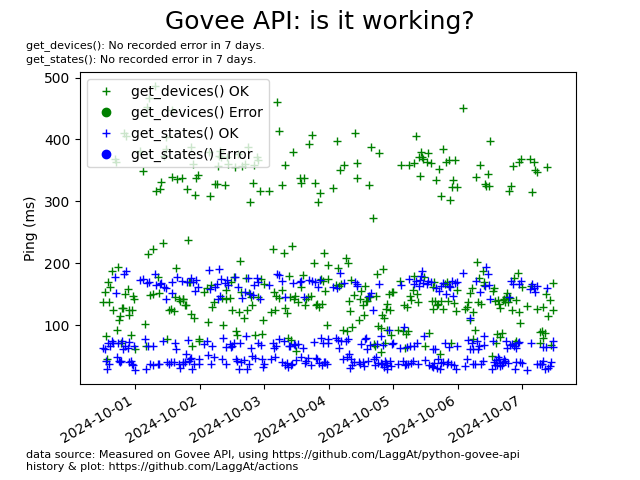 Govee API: is it working?
get_devices(): No recorded error in 7 days.
get_states(): No recorded error in 7 days.
get_devices() OK
get_devices() Error
get_states() OK
get_states() Error
Ping (ms)
500
400
300
200
100
2024-10-01
2024-10-02
2024-10-03
2024-10-04
2024-10-05
2024-10-06
2024-10-07
data source: Measured on Govee API, using https://github.com/LaggAt/python-govee-api
history & plot: https://github.com/LaggAt/actions